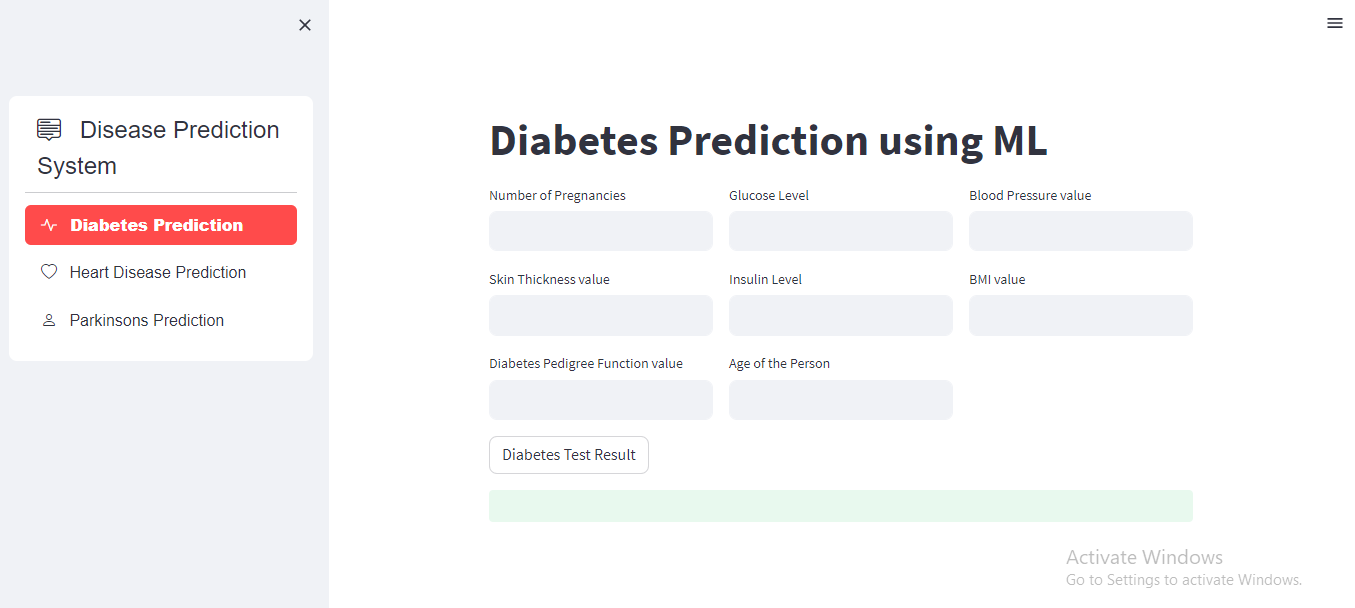 Disease Prediction
System
Diabetes Prediction
Heart Disease Prediction
Parkinsons Prediction
Diabetes Prediction using ML
Number of Pregnancies
Glucose Level
Blood Pressure value
Skin Thickness value
Insulin Level
BMI value
Diabetes Pedigree Function value
Age of the Person
Diabetes Test Result
Activate Windows
Go to Settings to activate Windows.